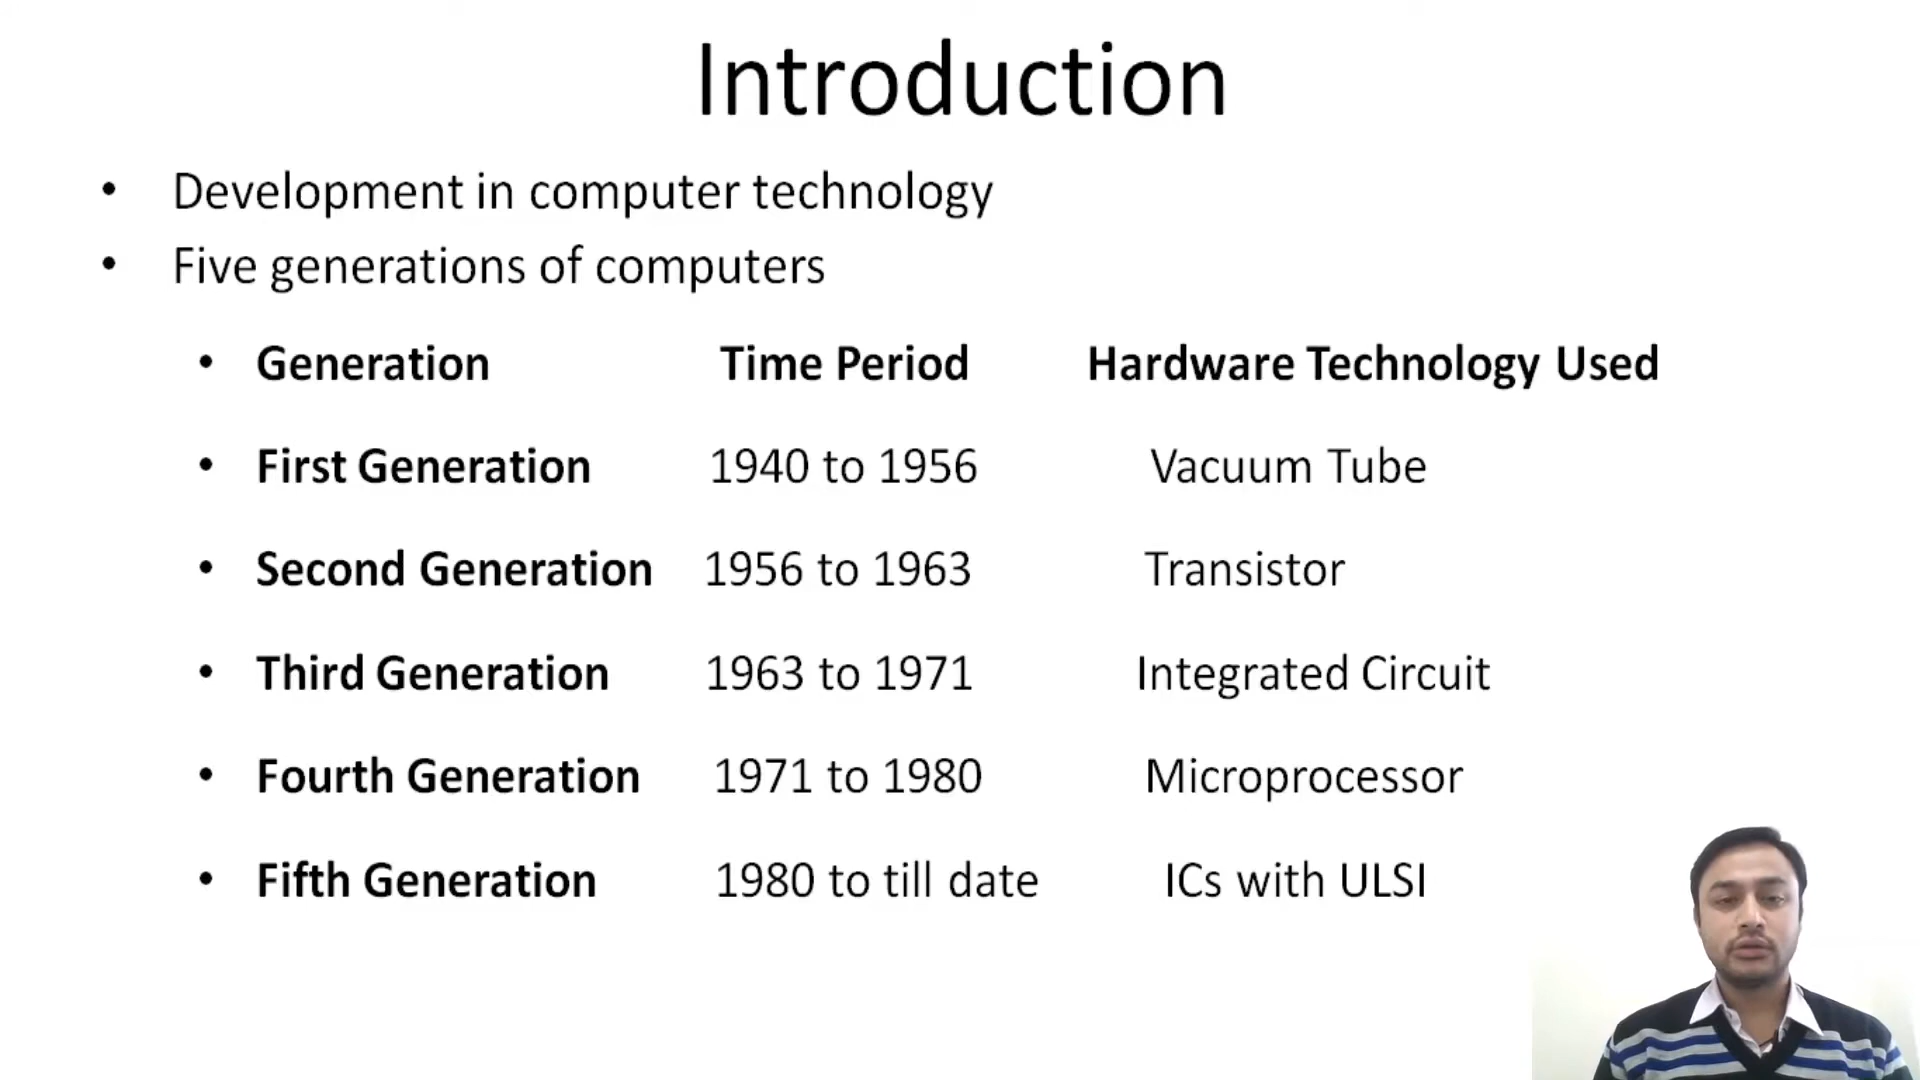 Introduction
• Development in computer technology
• Five generations of computers
• Generation Time Period Hardware Technology Used
• First Generation 1940 to 1956 Vacuum Tube
• Second Generation 1956 to 1963 Transistor
• Third Generation 1963 to 1971 Integrated Circuit
• Fourth Generation 1971 to 1980 Microprocessor
• Fifth Generation 1980 to till date ICs with ULSI